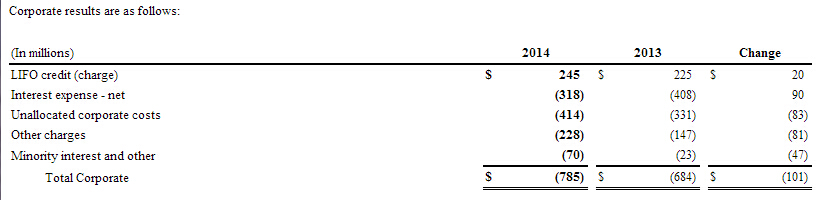 Corporate results are as follows:
(In millions) 2014 2013 Change
LIFO credit (charge) $ 245 $ 225 $ 20
Interest expense - net (318) (408) 90
Unallocated corporate costs (414) (331) (83)
Other charges (228) (147) (81)
Minority interest and other (70) (23) (47)
Total Corporate $ (785) $ (684) $ (101)